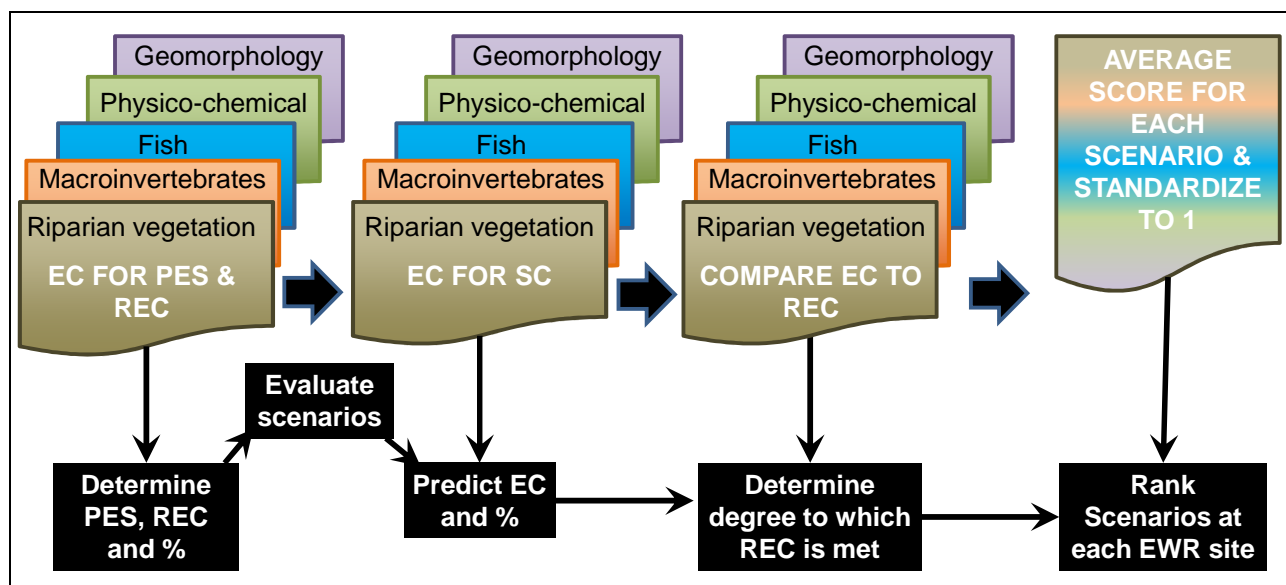 Geomorphology
Physico-chemical
Fish
Macroinvertebrates
Riparian vegetation
EC FOR PES &
REC
Geomorphology
Physico-chemical
Fish
Macroinvertebrates
Riparian vegetation
EC FOR SC
Geomorphology
Physico-chemical
Fish
Macroinvertebrates
Riparian vegetation
COMPARE EC TO
REC
AVERAGE
SCORE FOR
EACH
SCENARIO &
STANDARDIZE
TO 1
Evaluate
scenarios
Determine
PES, REC
and %
Predict EC
and %
Determine
degree to which
REC is met
Rank
Scenarios at
each EWR site